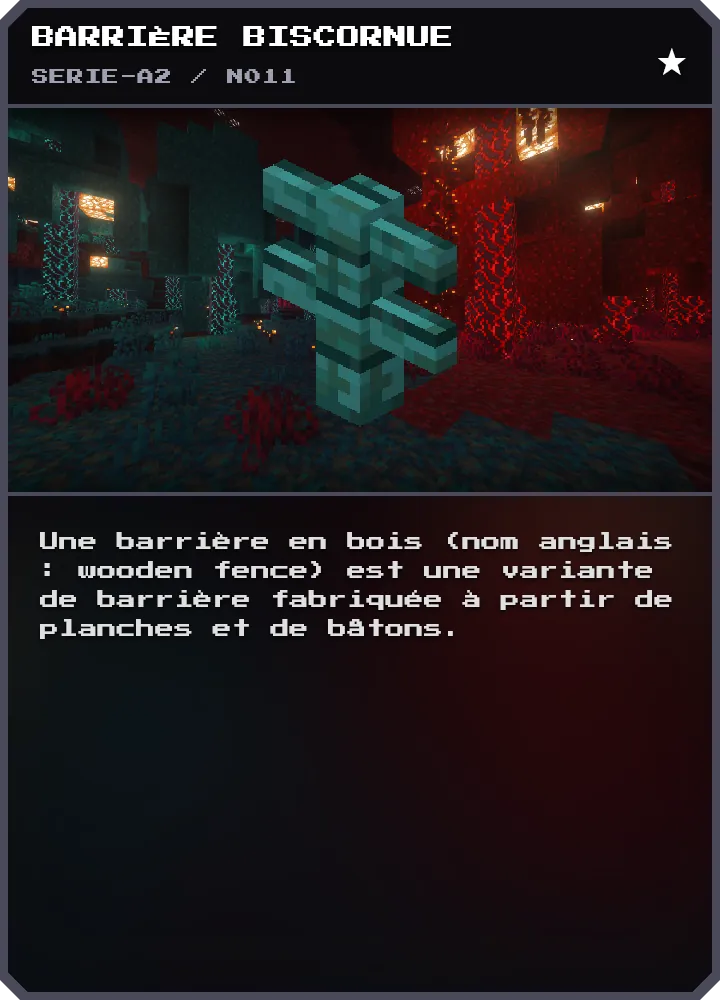 BARRIèRE BISCORNUE
SERIE-A2 / NO11
Une barrière en bois (nom anglais
: wooden fence) est une variante
de barrière fabriquée à partir de
planches et de bâtons.